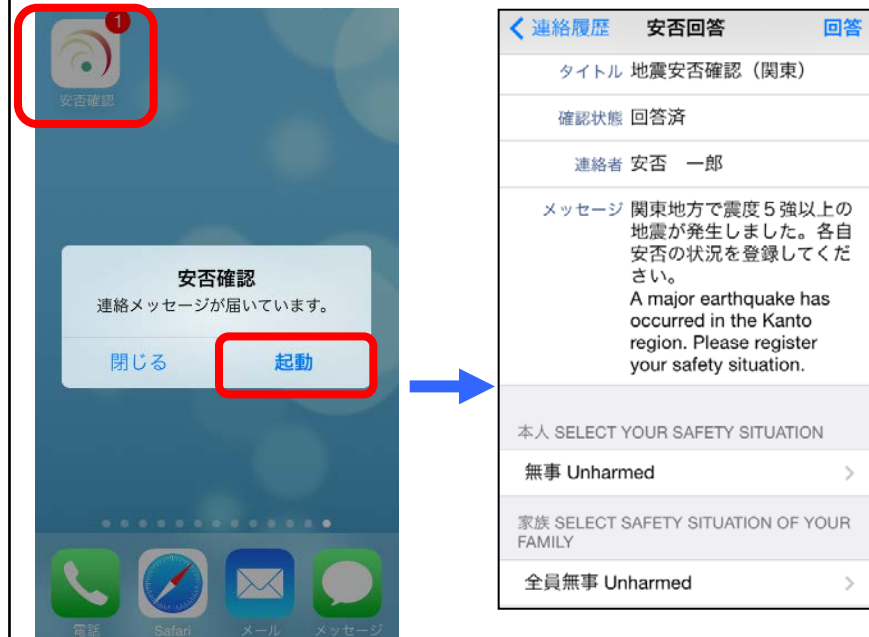 1
安否確認
安否確認
連絡メッセージが届いています。
閉じる 起動
電話 Safari メール メッセージ
連絡履歴 安否回答 回答
タイトル 地震安否確認（関東）
確認状態 回答済
連絡者 安否　一郎
メッセージ 関東地方で震度５強以上の
地震が発生しました。各自
安否の状況を登録してくだ
さい。
A major earthquake has
occurred in the Kanto
region. Please register
your safety situation.
本人 SELECT YOUR SAFETY SITUATION
無事 Unharmed
家族 SELECT SAFETY SITUATION OF YOUR
FAMILY
全員無事 Unharmed